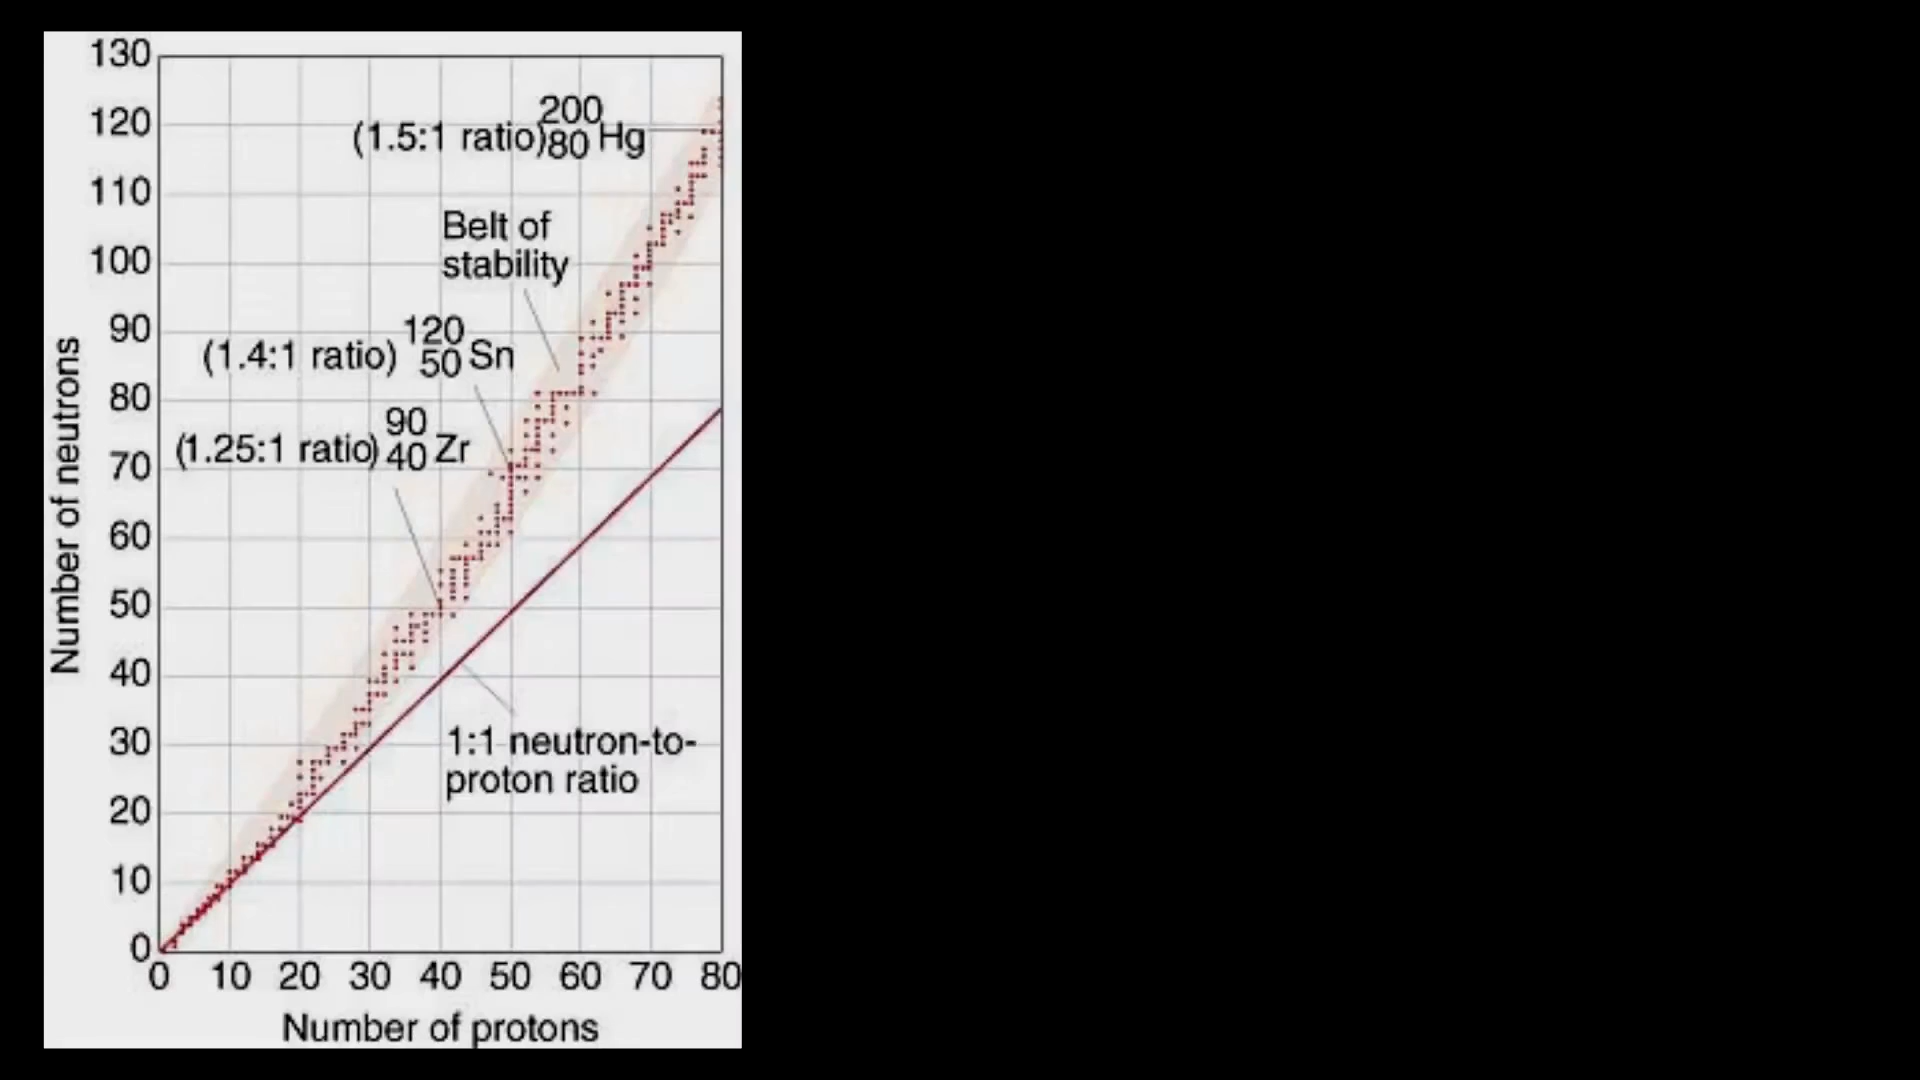 130
120
110
100
90
80
70
60
50
40
30
20
10
0
0 10 20 30 40 50 60 70 80
Number of neutrons
Number of protons
200
(1.5:1 ratio) 80 Hg
Belt of
stability
120
(1.4:1 ratio) 50 Sn
90
(1.25:1 ratio) 40 Zr
1:1 neutron-to-
proton ratio